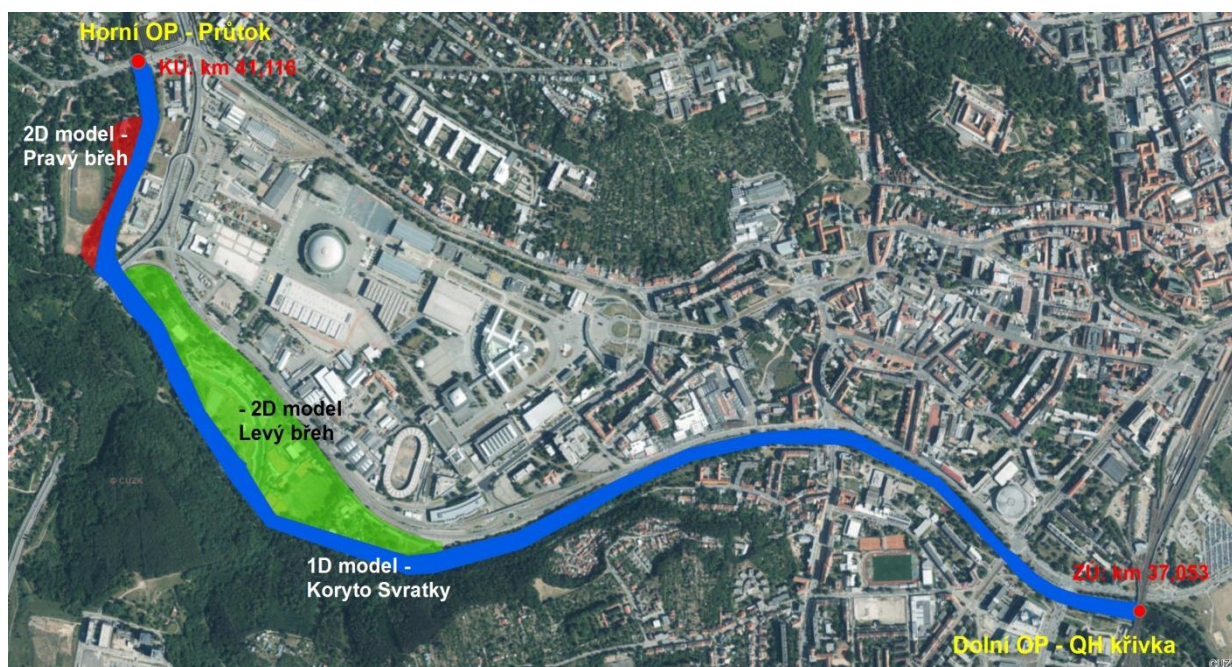 Horní OP - Průtok
KÚ: km 41,116
2D model -
Pravý břeh
- 2D model
Levý břeh
© ČÚZK
1D model -
Koryto Svratky
ZÚ: km 37,053
Dolní OP - QH křivka